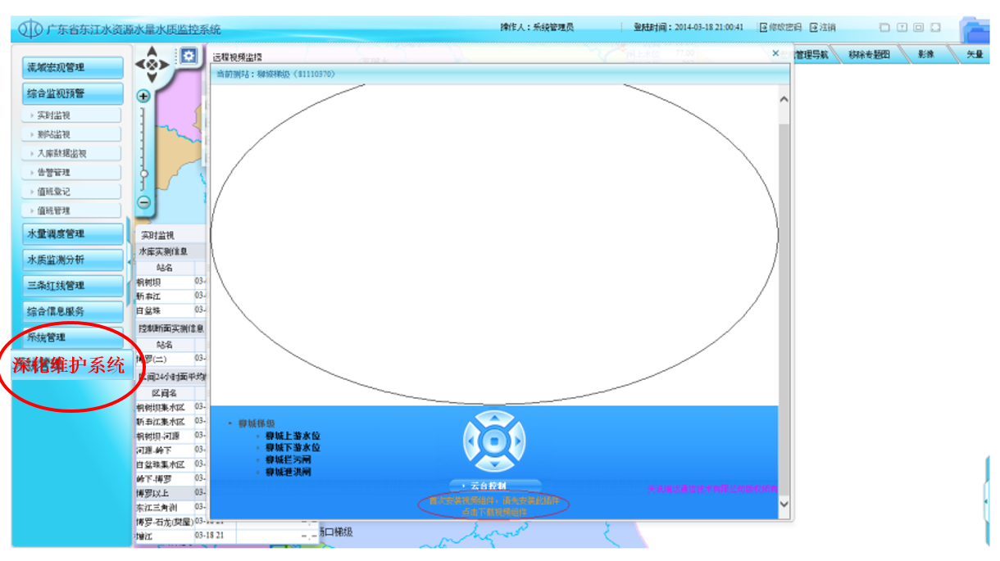 广东省东江水资源水量水质监控系统
操作人：系统管理员
登陆时间：2014-03-18 21:00:41
修改密码 注销
流域宏观管理
综合监视预警
实时监视
测站监视
入库数据监视
告警管理
值班登记
值班管理
水量调度管理
水质监测分析
三条红线管理
综合信息服务
系统管理
深化维护系统
远程视频监控
×
管理导航 移除专题图 影像 矢量
当前测站：柳城梯级（81110370）
实时监视
水库实测信息
站名
枫树坝 03-
新丰江 03-
白盆珠 03-
控制断面实测信息
站名
博罗(二) 03-
区间24小时面平均
区间名
枫树坝集水区 03-
新丰江集水区 03-
枫树坝-河源 03-
河源-岭下 03-
白盆珠集水区 03-
岭下-博罗 03-
博罗以上 03-
东江三角洲 03-
博罗-石龙(樊屋) 03-18 21 -.-
增江 03-18 21 -.-
柳城梯级
柳城上游水位
柳城下游水位
柳城拦污闸
柳城泄洪闸
云台控制
首次安装视频组件，请先安装此插件
点击下载视频组件
口梯级